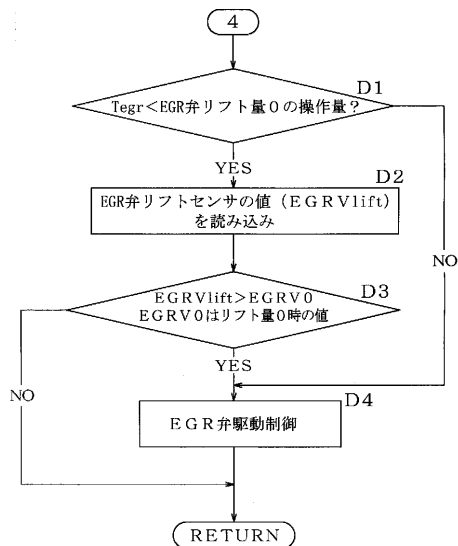 4
D1
Tegr<EGR弁リフト量0の操作量?
YES
D2
EGR弁リフトセンサの値（EGRVlift）
を読み込み
NO
D3
EGRVlift>EGRV0
EGRV0はリフト量0時の値
YES
NO
D4
EGR弁駆動制御
RETURN